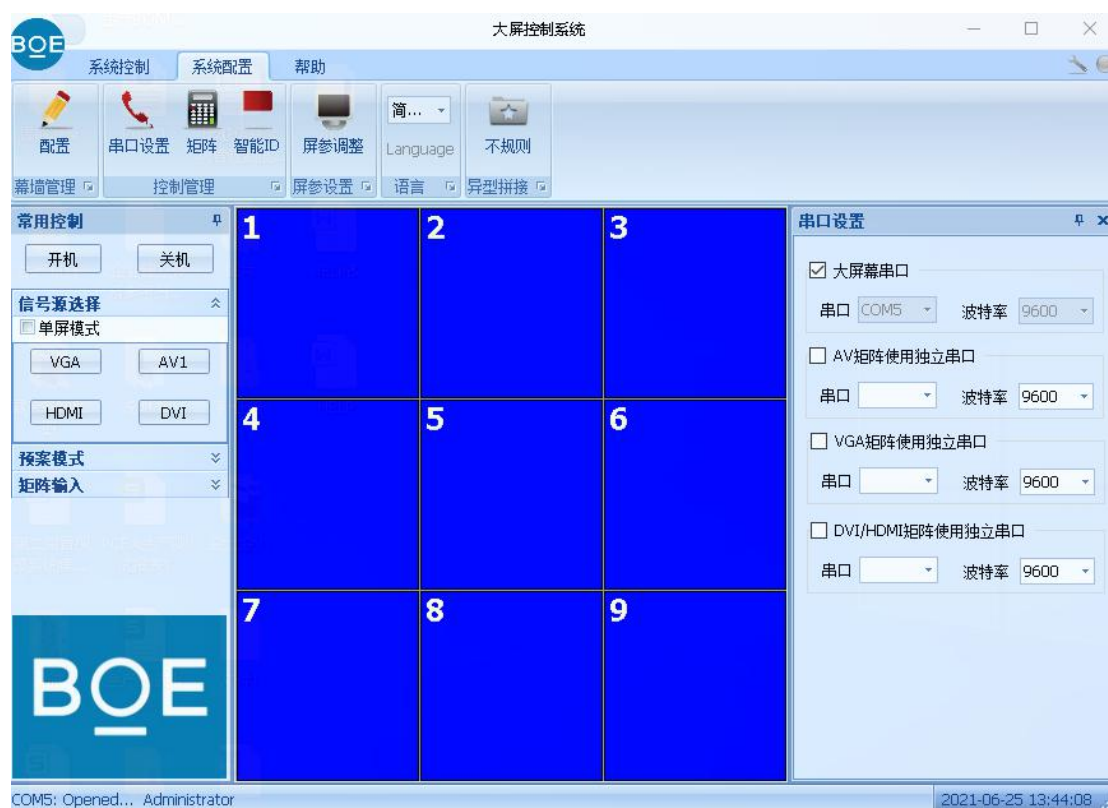 大屏控制系统
BOE
系统控制 系统配置 帮助
简...
配置 串口设置 矩阵 智能ID 屏参调整 Language 不规则
幕墙管理 控制管理 屏参设置 语言 异型拼接
常用控制
开机 关机
信号源选择
单屏模式
VGA AV1
HDMI DVI
预案模式
矩阵输入
BOE
1 2 3
4 5 6
7 8 9
串口设置
大屏幕串口
串口 COM5 波特率 9600
AV矩阵使用独立串口
串口 波特率 9600
VGA矩阵使用独立串口
串口 波特率 9600
DVI/HDMI矩阵使用独立串口
串口 波特率 9600
COM5: Opened... Administrator 2021-06-25 13:44:08